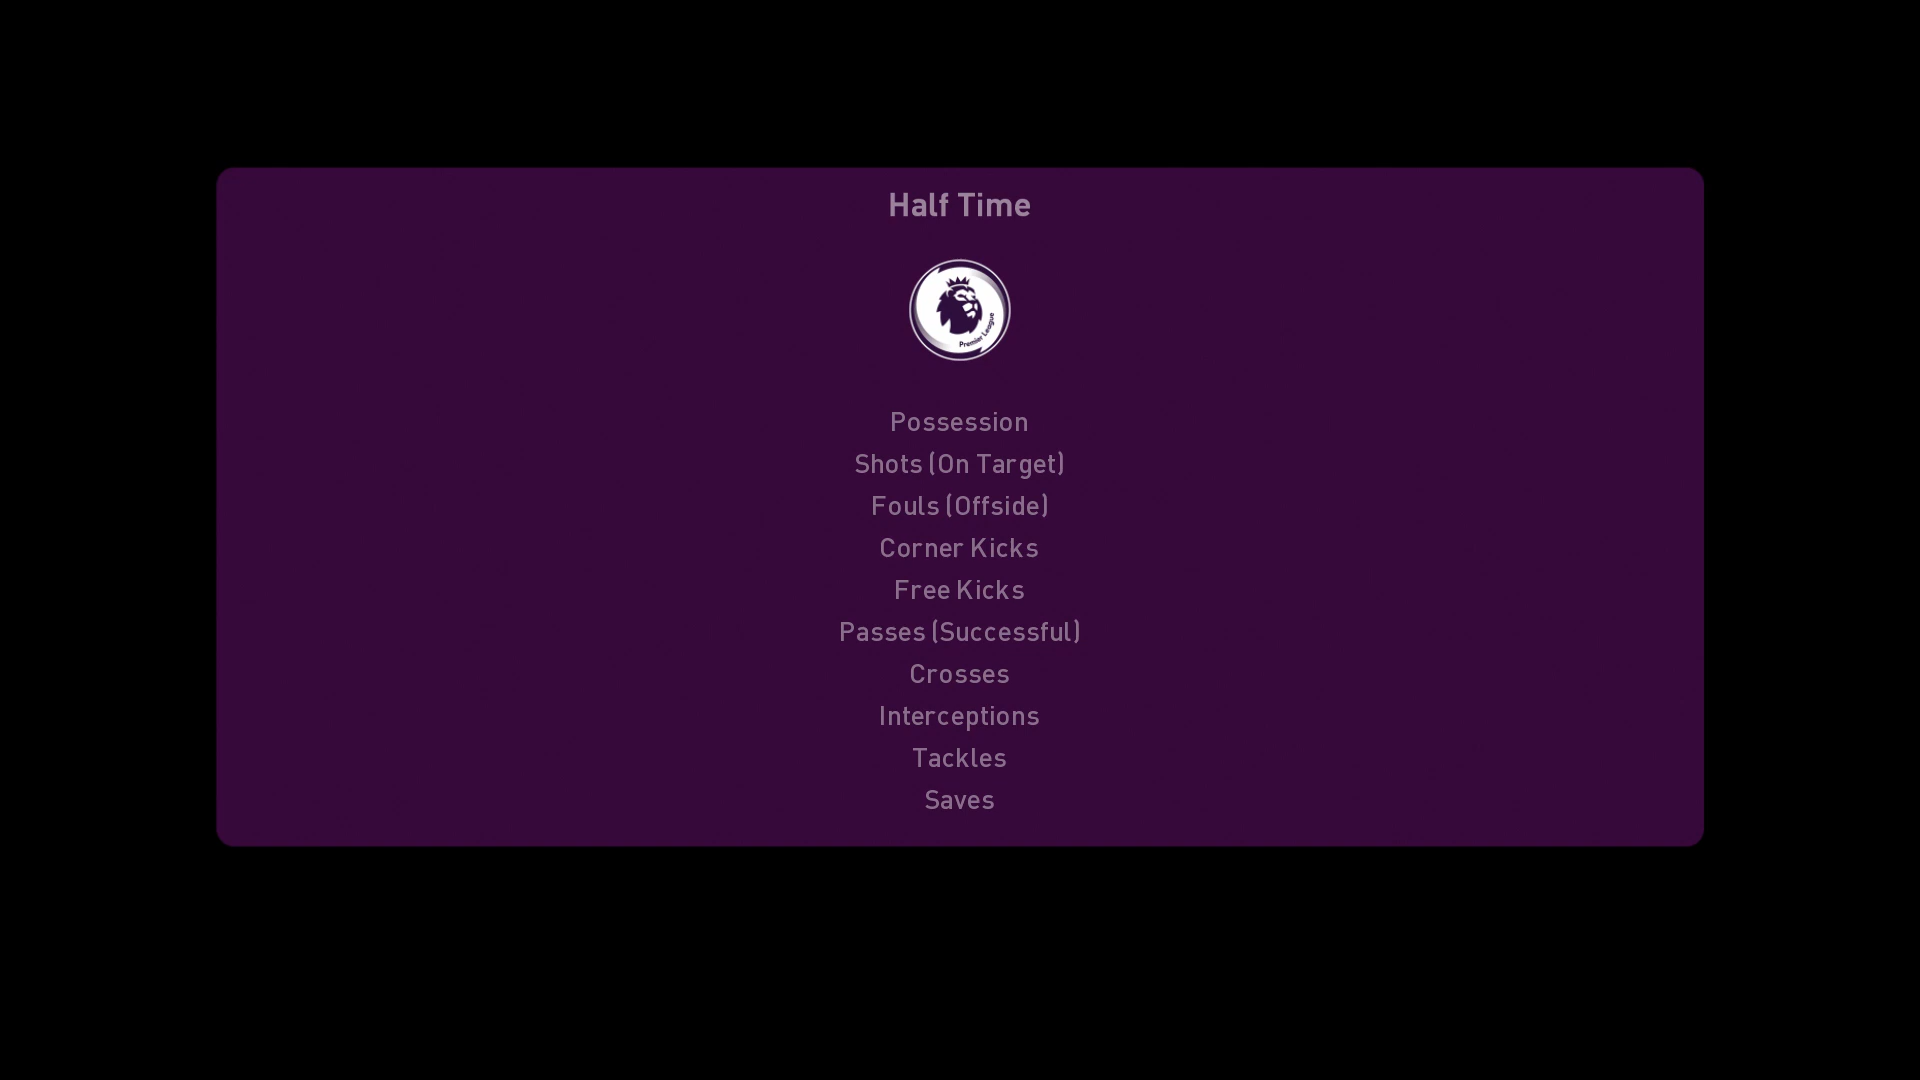 Half Time
Premier League
Possession
Shots (On Target)
Fouls (Offside)
Corner Kicks
Free Kicks
Passes (Successful)
Crosses
Interceptions
Tackles
Saves